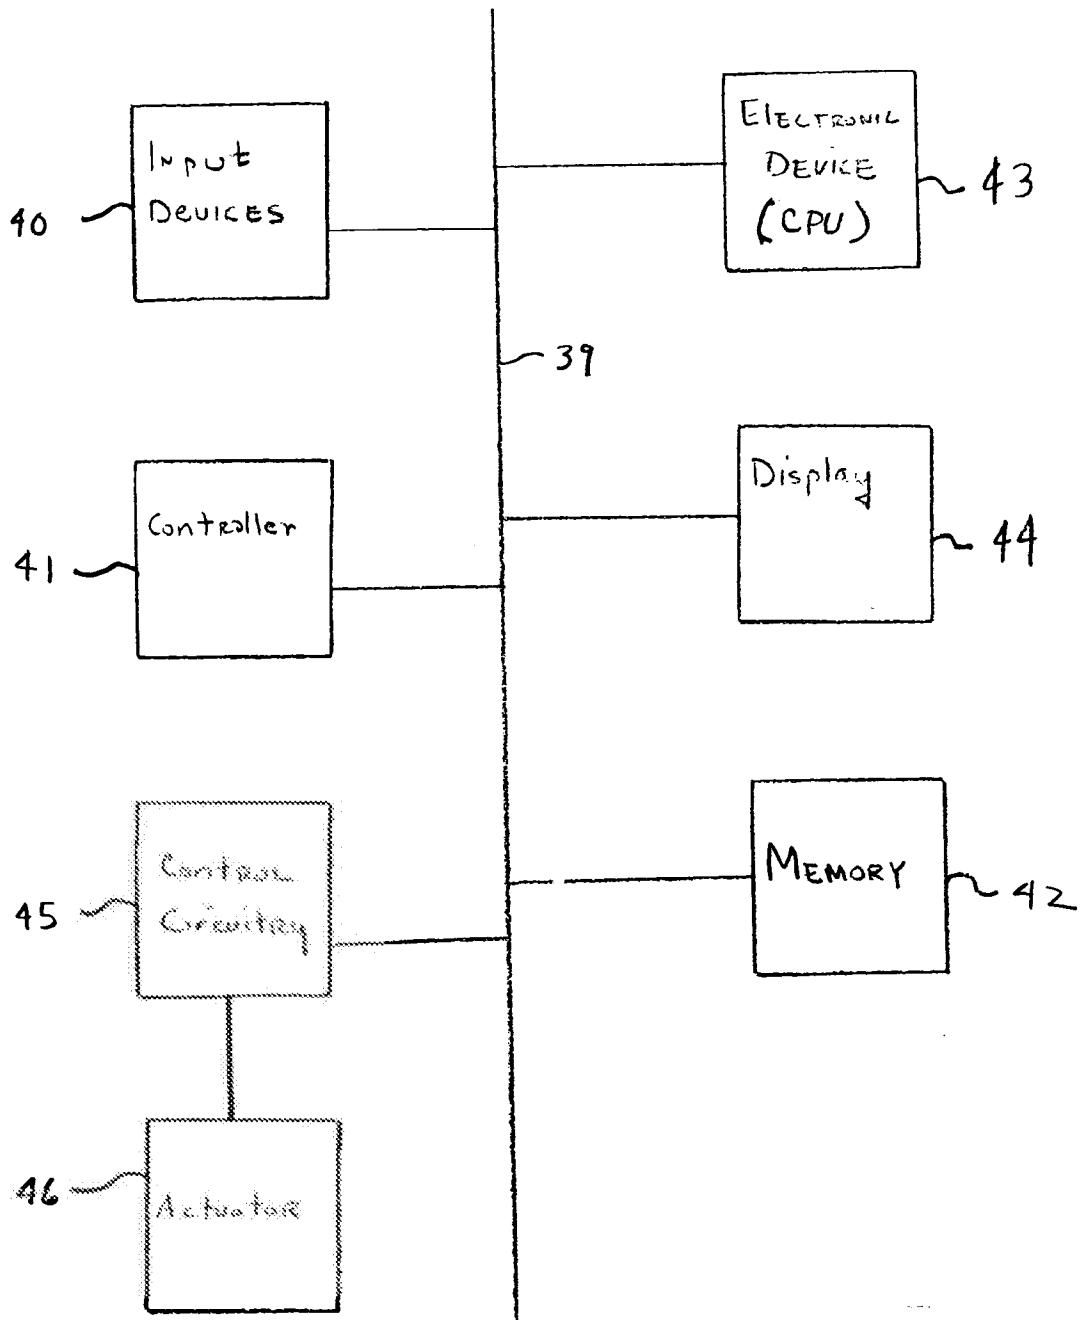 Input
Devices
40
Electronic
Device
(CPU)
43
39
Controller
41
Display
44
Control
Circuitry
45
Memory
42
Actuator
46